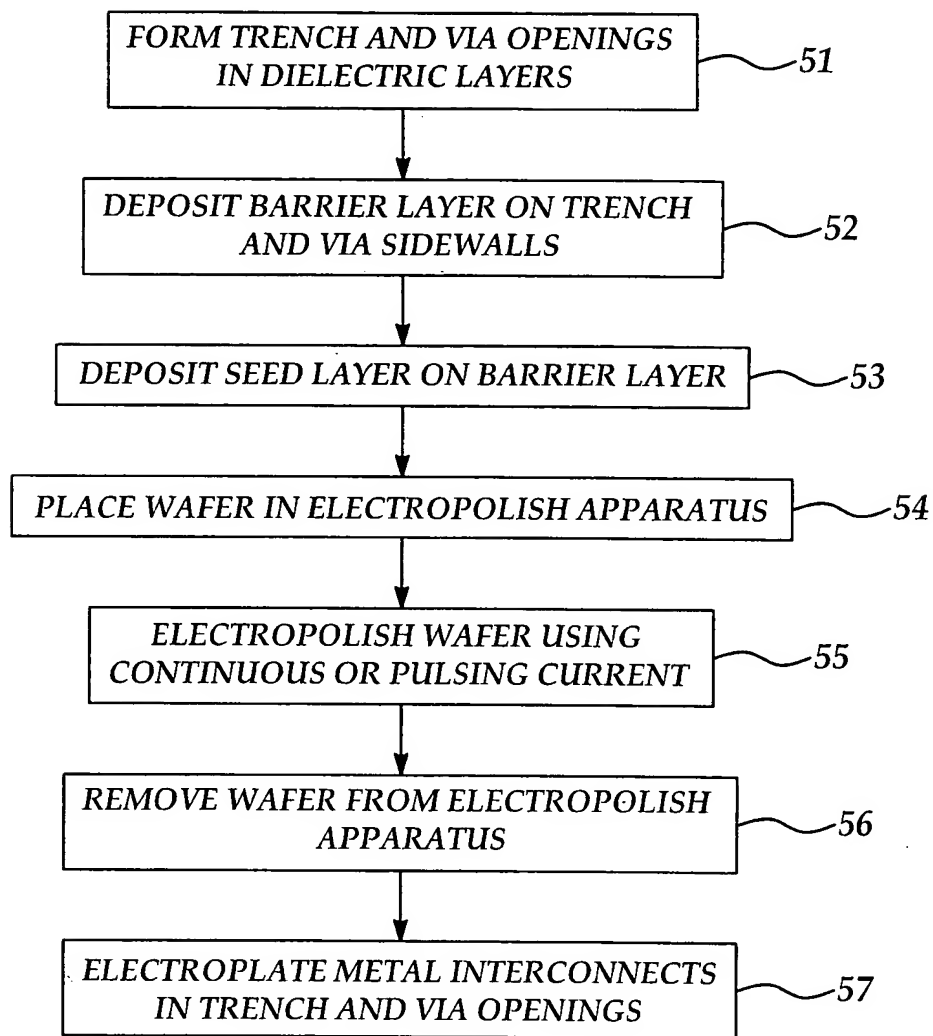 FORM TRENCH AND VIA OPENINGS
IN DIELECTRIC LAYERS
51
DEPOSIT BARRIER LAYER ON TRENCH
AND VIA SIDEWALLS
52
DEPOSIT SEED LAYER ON BARRIER LAYER
53
PLACE WAFER IN ELECTROPOLISH APPARATUS
54
ELECTROPOLISH WAFER USING
CONTINUOUS OR PULSING CURRENT
55
REMOVE WAFER FROM ELECTROPOLISH
APPARATUS
56
ELECTROPLATE METAL INTERCONNECTS
IN TRENCH AND VIA OPENINGS
57